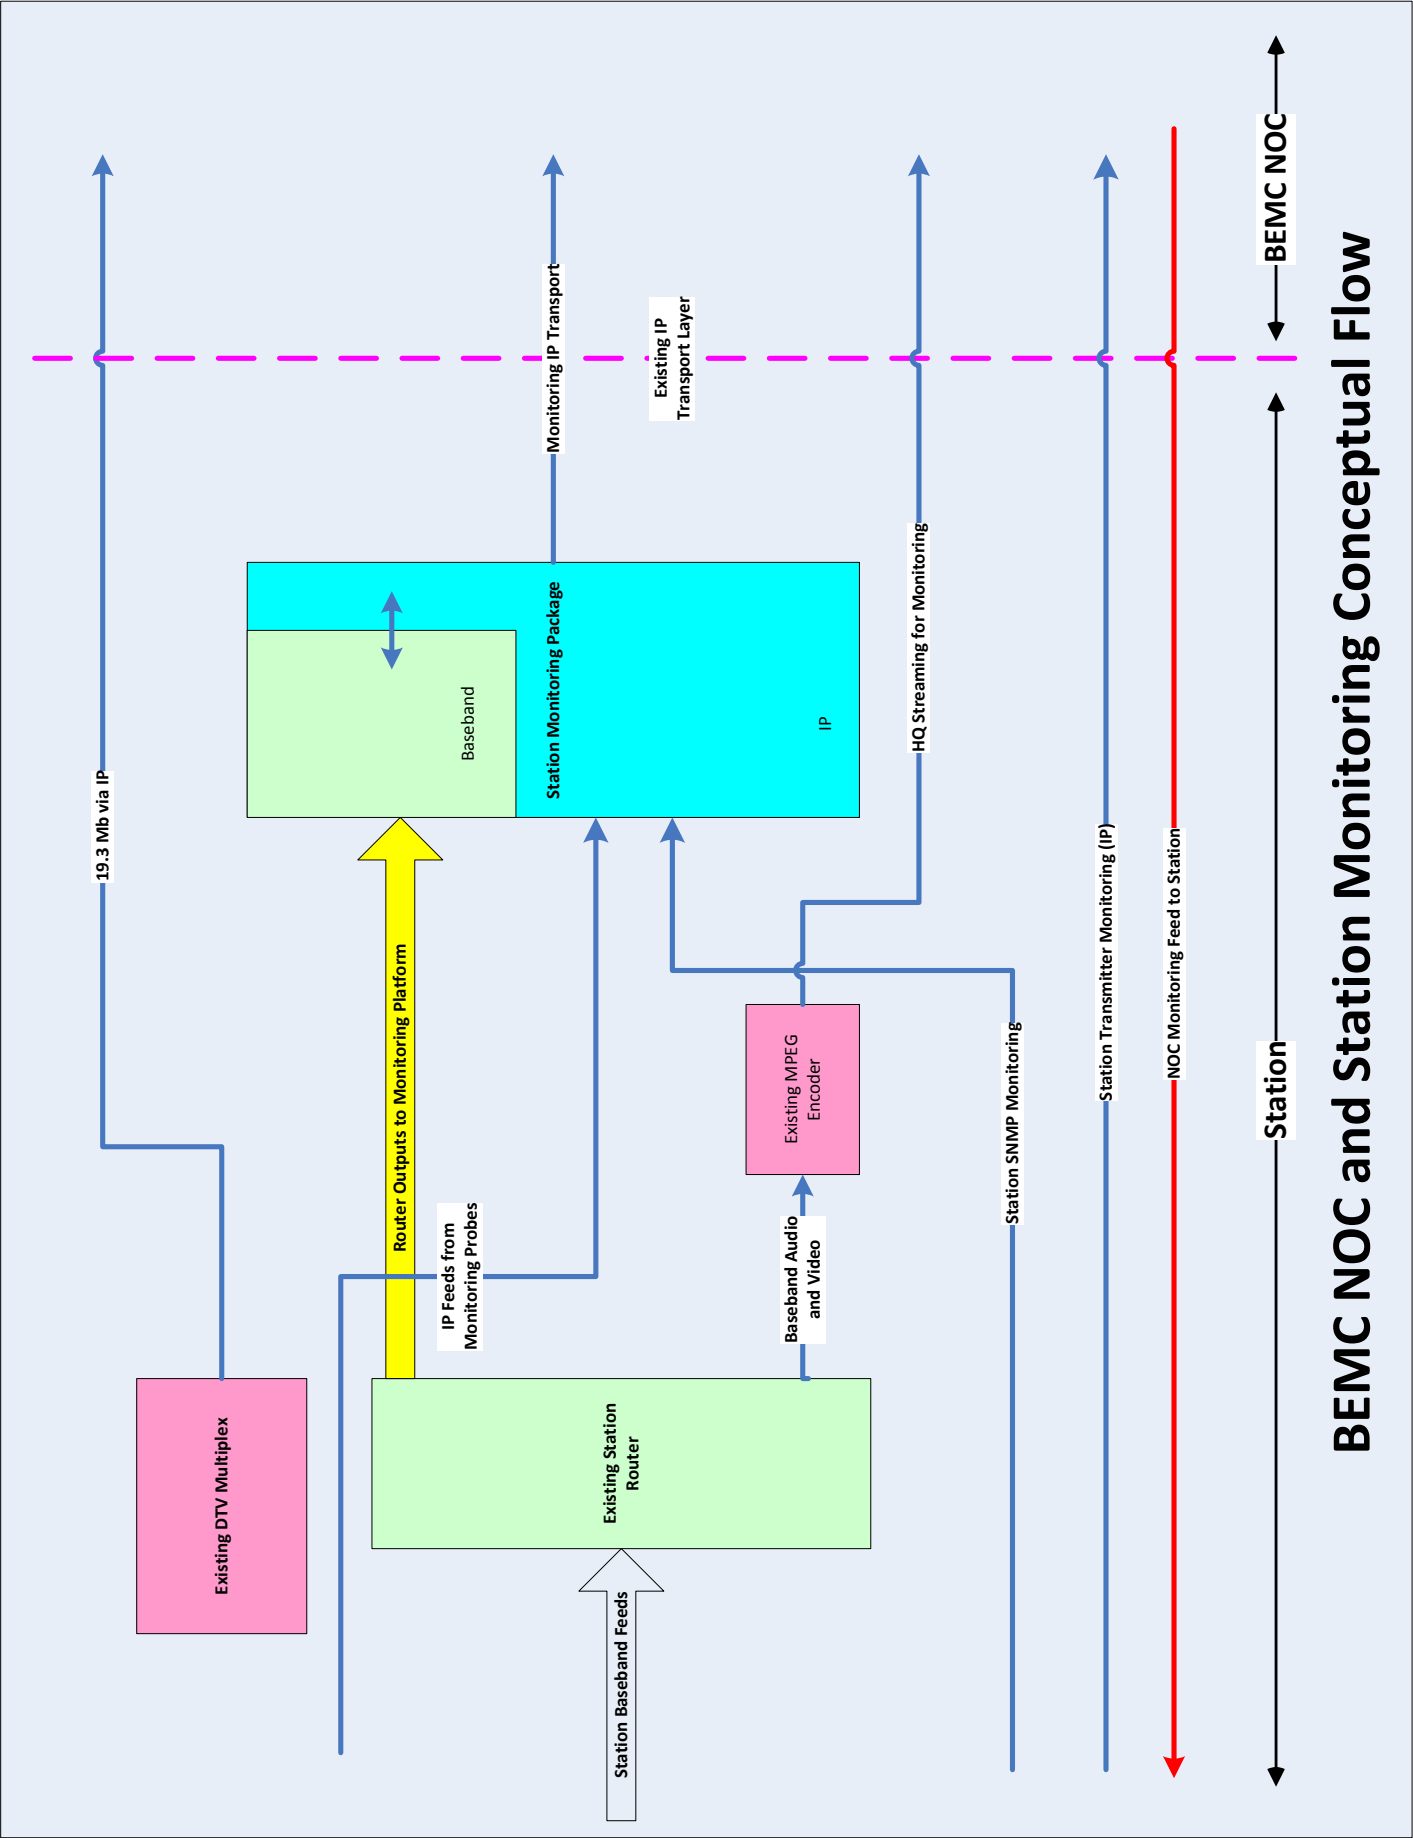 19.3 Mb via IP
Existing DTV Multiplex
Router Outputs to Monitoring Platform
IP Feeds from
Monitoring Probes
Baseband
Station Monitoring Package
IP
Monitoring IP Transport
Existing IP
Transport Layer
Station Baseband Feeds
Existing Station
Router
Baseband Audio
and Video
Existing MPEG
Encoder
HQ Streaming for Monitoring
Station SNMP Monitoring
Station Transmitter Monitoring (IP)
NOC Monitoring Feed to Station
Station
BEMC NOC
BEMC NOC and Station Monitoring Conceptual Flow